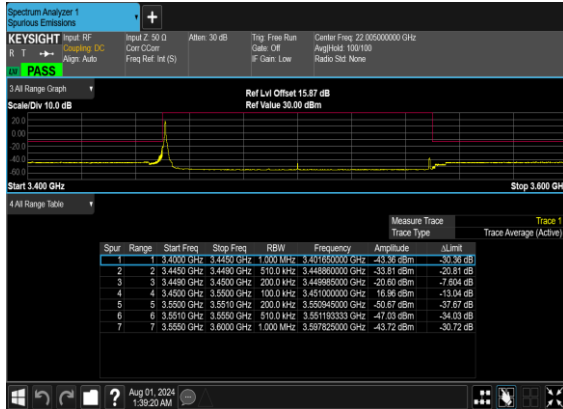 Spectrum Analyzer 1
Spurious Emissions
KEYSIGHT Input: RF Input Z: 50 Ω Atten: 30 dB Trig: Free Run Center Freq: 22.005000000 GHz
R T Coupling: DC Corr CCorr Gate: Off Avg|Hold: 100/100
Align: Auto Freq Ref: Int (S) IF Gain: Low Radio Std: None
LXI PASS
3 All Range Graph
Ref Lvl Offset 15.87 dB
Scale/Div 10.0 dB Ref Value 30.00 dBm
20.0
0.00
-20.0
-40.0
-60.0
Start 3.400 GHz Stop 3.600 GH
4 All Range Table
Measure Trace Trace 1
Trace Type Trace Average (Active)
Spur Range Start Freq Stop Freq RBW Frequency Amplitude ΔLimit
1 1 3.4000 GHz 3.4450 GHz 1.000 MHz 3.401650000 GHz -43.36 dBm -30.36 dB
2 2 3.4450 GHz 3.4490 GHz 510.0 kHz 3.448860000 GHz -33.81 dBm -20.81 dB
3 3 3.4490 GHz 3.4500 GHz 200.0 kHz 3.449985000 GHz -20.60 dBm -7.604 dB
4 4 3.4500 GHz 3.5500 GHz 100.0 kHz 3.451000000 GHz 16.96 dBm -13.04 dB
5 5 3.5500 GHz 3.5510 GHz 200.0 kHz 3.550945000 GHz -50.67 dBm -37.67 dB
6 6 3.5510 GHz 3.5550 GHz 510.0 kHz 3.551193333 GHz -47.03 dBm -34.03 dB
7 7 3.5550 GHz 3.6000 GHz 1.000 MHz 3.597825000 GHz -43.72 dBm -30.72 dB
Aug 01, 2024
1:39:20 AM